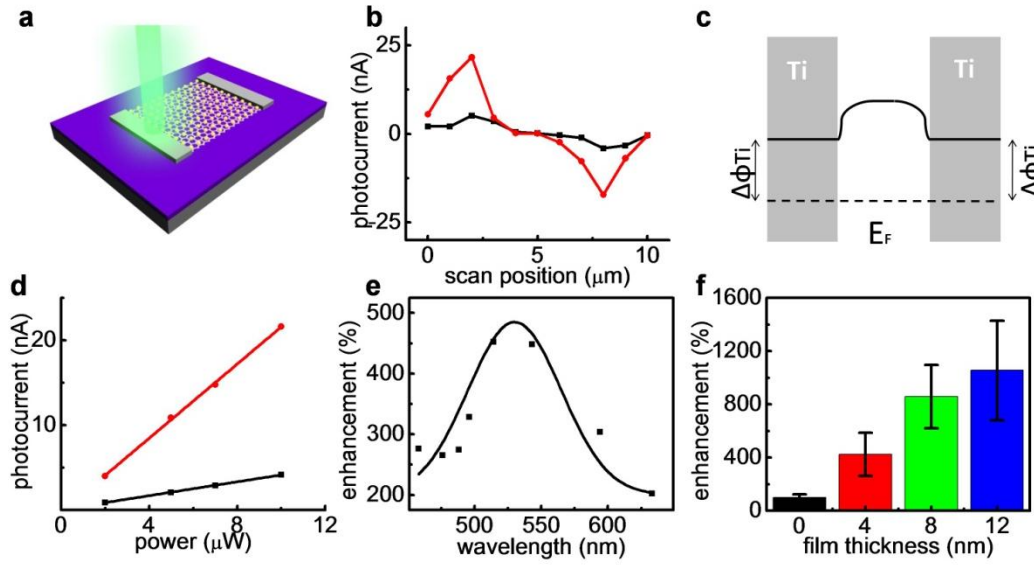 a
b
photocurrent (nA)
25
0
-25
0
5
10
scan position (μm)
c
Ti
Ti
ΔϕTi
ΔϕTi
EF
d
photocurrent (nA)
20
10
0
4
8
12
power (μW)
e
enhancement (%)
500
400
300
200
500
550
600
wavelength (nm)
f
enhancement (%)
1600
1200
800
400
0
0
4
8
12
film thickness (nm)